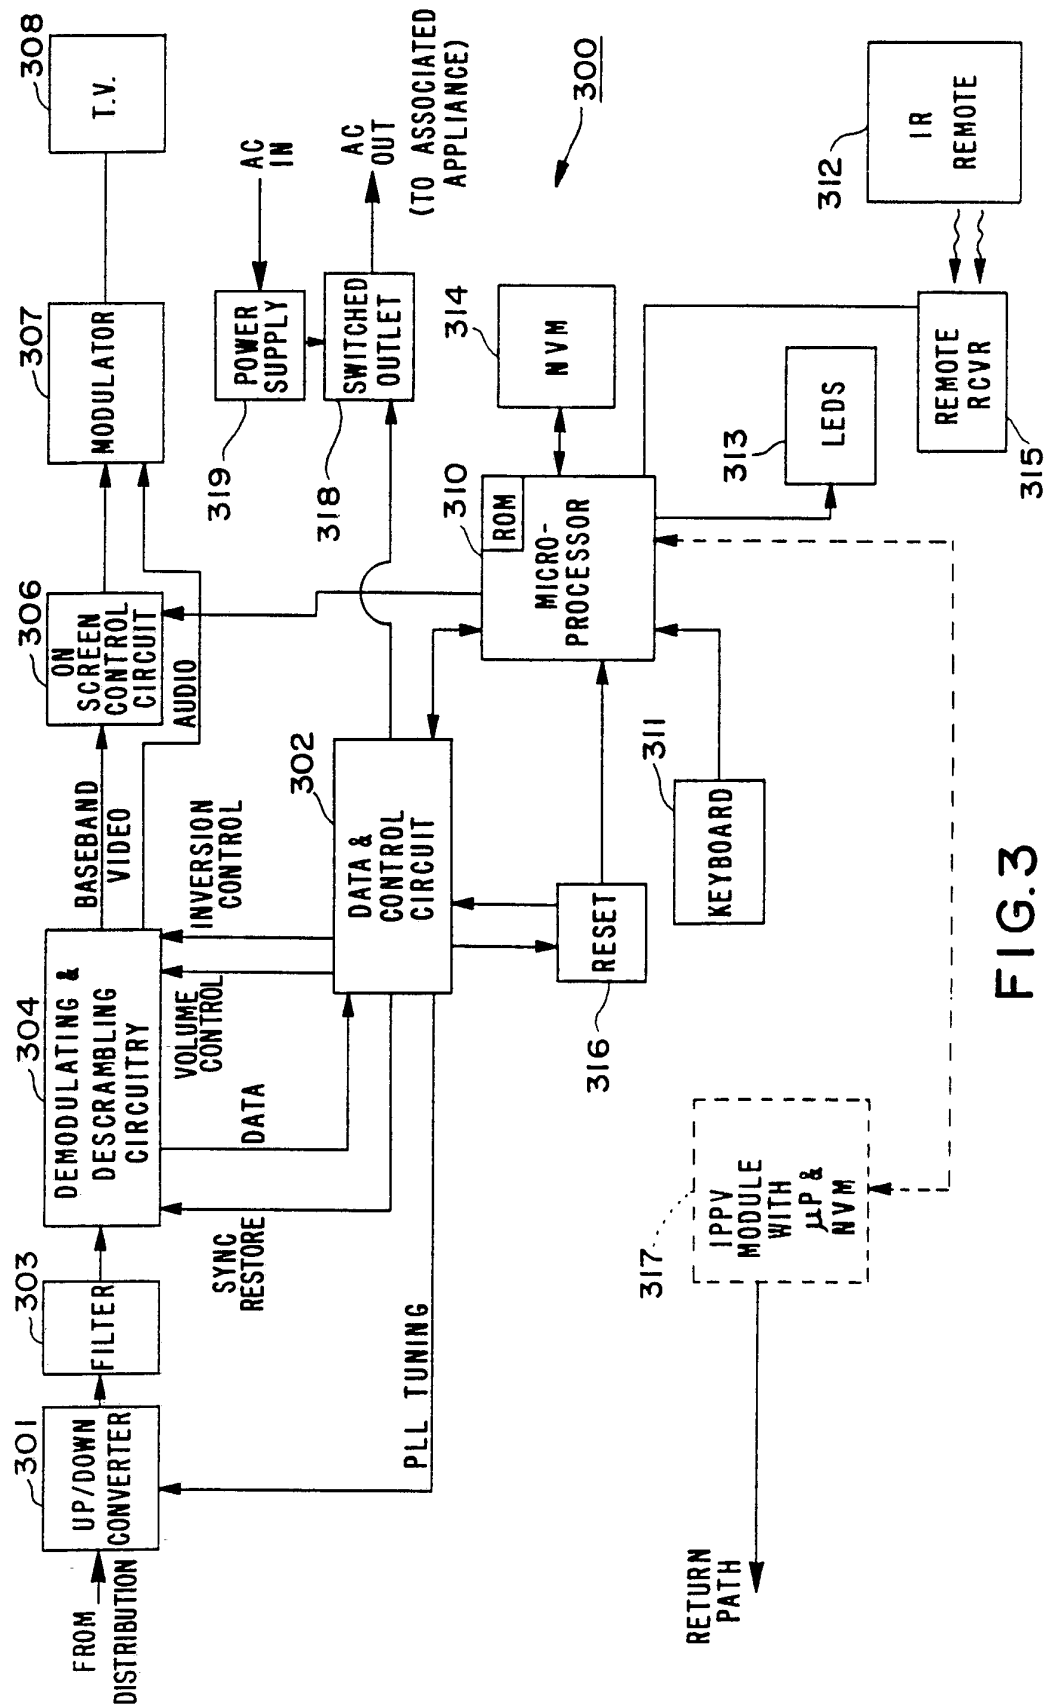 308
T.V.
307
MODULATOR
306
ON
SCREEN
CONTROL
CIRCUIT
AUDIO
BASEBAND
VIDEO
304
DEMODULATING &
DESCRAMBLING
CIRCUITRY
303
FILTER
301
UP/DOWN
CONVERTER
FROM
DISTRIBUTION
AC
IN
POWER
SUPPLY
319
SWITCHED
OUTLET
318
AC
OUT
(TO ASSOCIATED
APPLIANCE)
INVERSION
CONTROL
VOLUME
CONTROL
DATA
SYNC
RESTORE
PLL TUNING
302
DATA &
CONTROL
CIRCUIT
300
314
NVM
310
ROM
MICRO-
PROCESSOR
313
LEDS
312
IR
REMOTE
REMOTE
RCVR
315
311
KEYBOARD
RESET
316
317
IPPV
MODULE
WITH
μP &
NVM
RETURN
PATH
FIG. 3